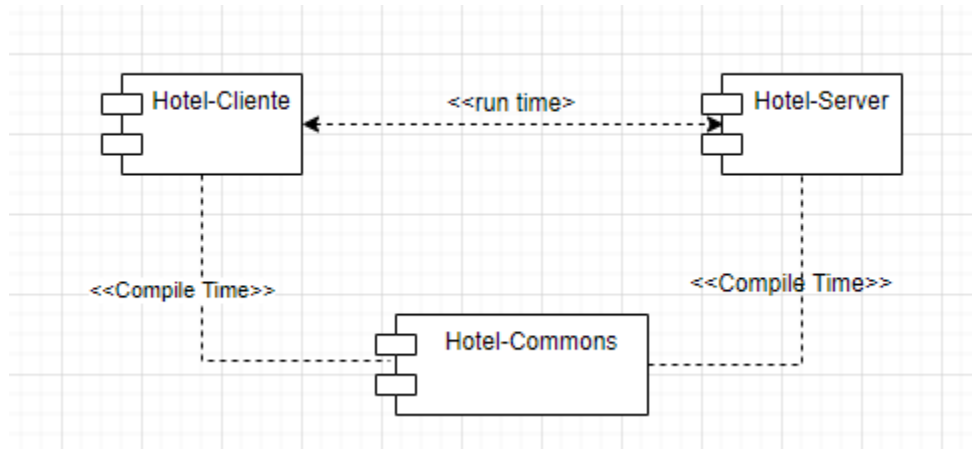 Hotel-Cliente
<<run time>
Hotel-Server
<<Compile Time>>
<<Compile Time>>
Hotel-Commons